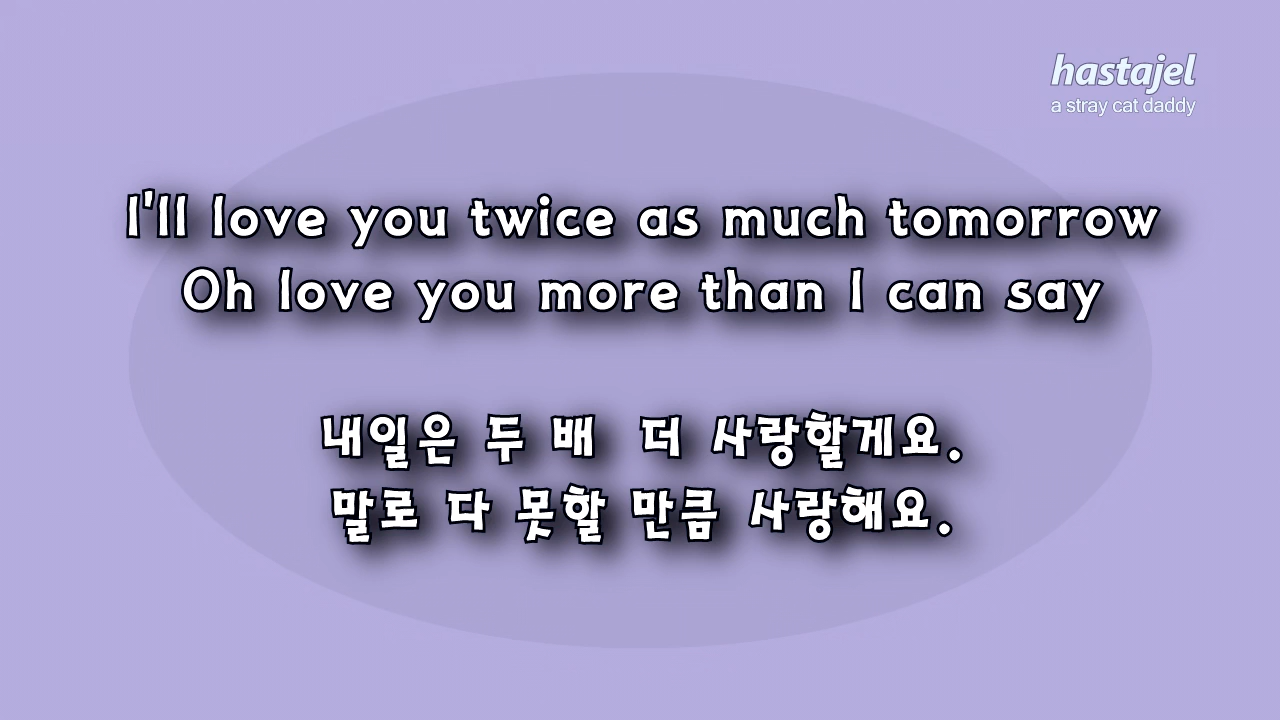 hastajel
a stray cat daddy
I'll love you twice as much tomorrow
Oh love you more than I can say
내일은 두 배 더 사랑할게요.
말로 다 못할 만큼 사랑해요.